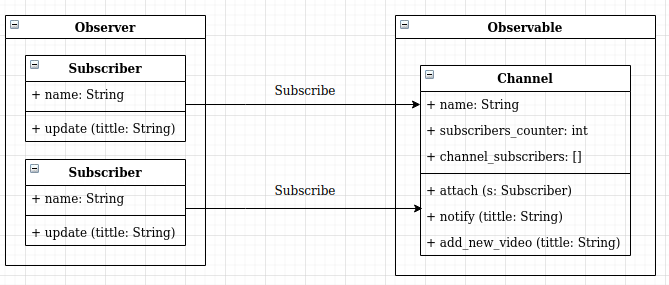 Observer
Subscriber
+ name: String
+ update (tittle: String)
Subscriber
+ name: String
+ update (tittle: String)
Subscribe
Subscribe
Observable
Channel
+ name: String
+ subscribers_counter: int
+ channel_subscribers: []
+ attach (s: Subscriber)
+ notify (tittle: String)
+ add_new_video (tittle: String)